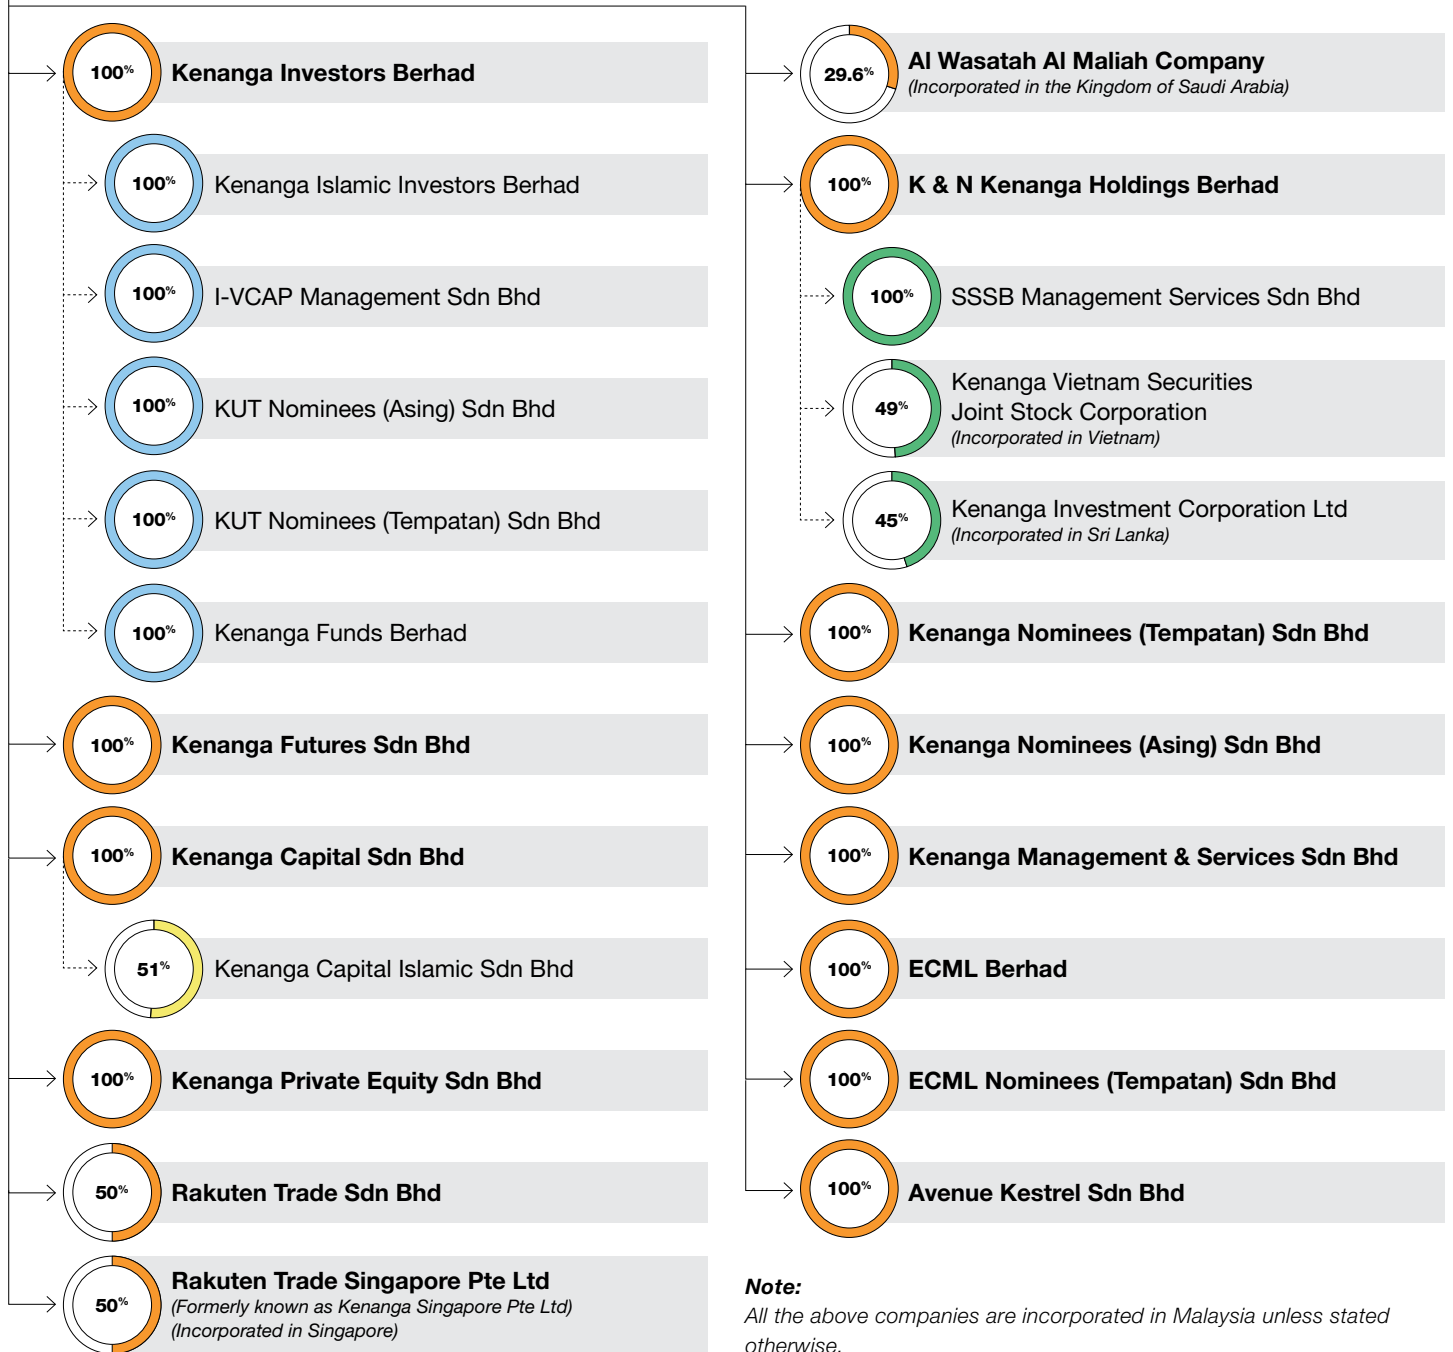 100%
Kenanga Investors Berhad
100%
Kenanga Islamic Investors Berhad
100%
I-VCAP Management Sdn Bhd
100%
KUT Nominees (Asing) Sdn Bhd
100%
KUT Nominees (Tempatan) Sdn Bhd
100%
Kenanga Funds Berhad
100%
Kenanga Futures Sdn Bhd
100%
Kenanga Capital Sdn Bhd
51%
Kenanga Capital Islamic Sdn Bhd
100%
Kenanga Private Equity Sdn Bhd
50%
Rakuten Trade Sdn Bhd
50%
Rakuten Trade Singapore Pte Ltd
(Formerly known as Kenanga Singapore Pte Ltd)
(Incorporated in Singapore)
29.6%
Al Wasatah Al Maliah Company
(Incorporated in the Kingdom of Saudi Arabia)
100%
K & N Kenanga Holdings Berhad
100%
SSSB Management Services Sdn Bhd
49%
Kenanga Vietnam Securities
Joint Stock Corporation
(Incorporated in Vietnam)
45%
Kenanga Investment Corporation Ltd
(Incorporated in Sri Lanka)
100%
Kenanga Nominees (Tempatan) Sdn Bhd
100%
Kenanga Nominees (Asing) Sdn Bhd
100%
Kenanga Management & Services Sdn Bhd
100%
ECML Berhad
100%
ECML Nominees (Tempatan) Sdn Bhd
100%
Avenue Kestrel Sdn Bhd
Note:
All the above companies are incorporated in Malaysia unless stated
otherwise.